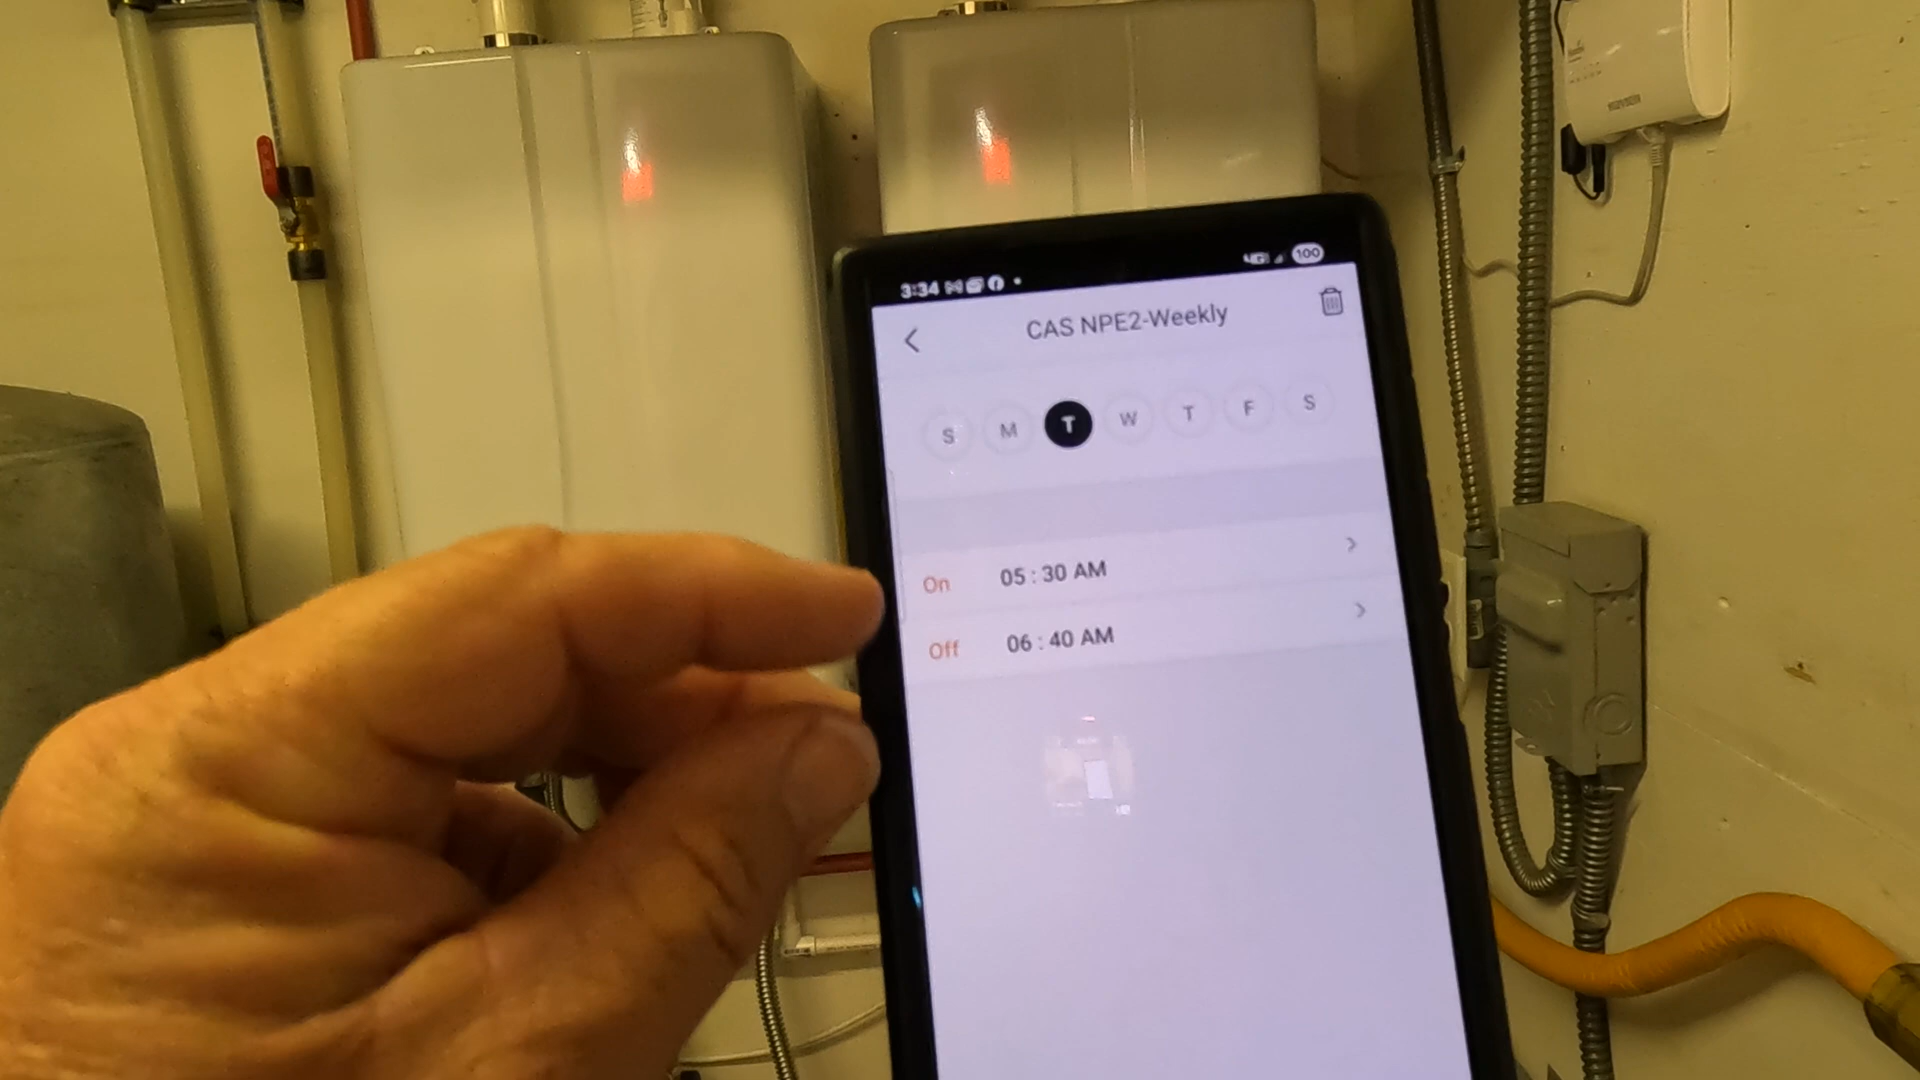 3:34
100
CAS NPE2-Weekly
S M T W T F S
On 05 : 30 AM
Off 06 : 40 AM